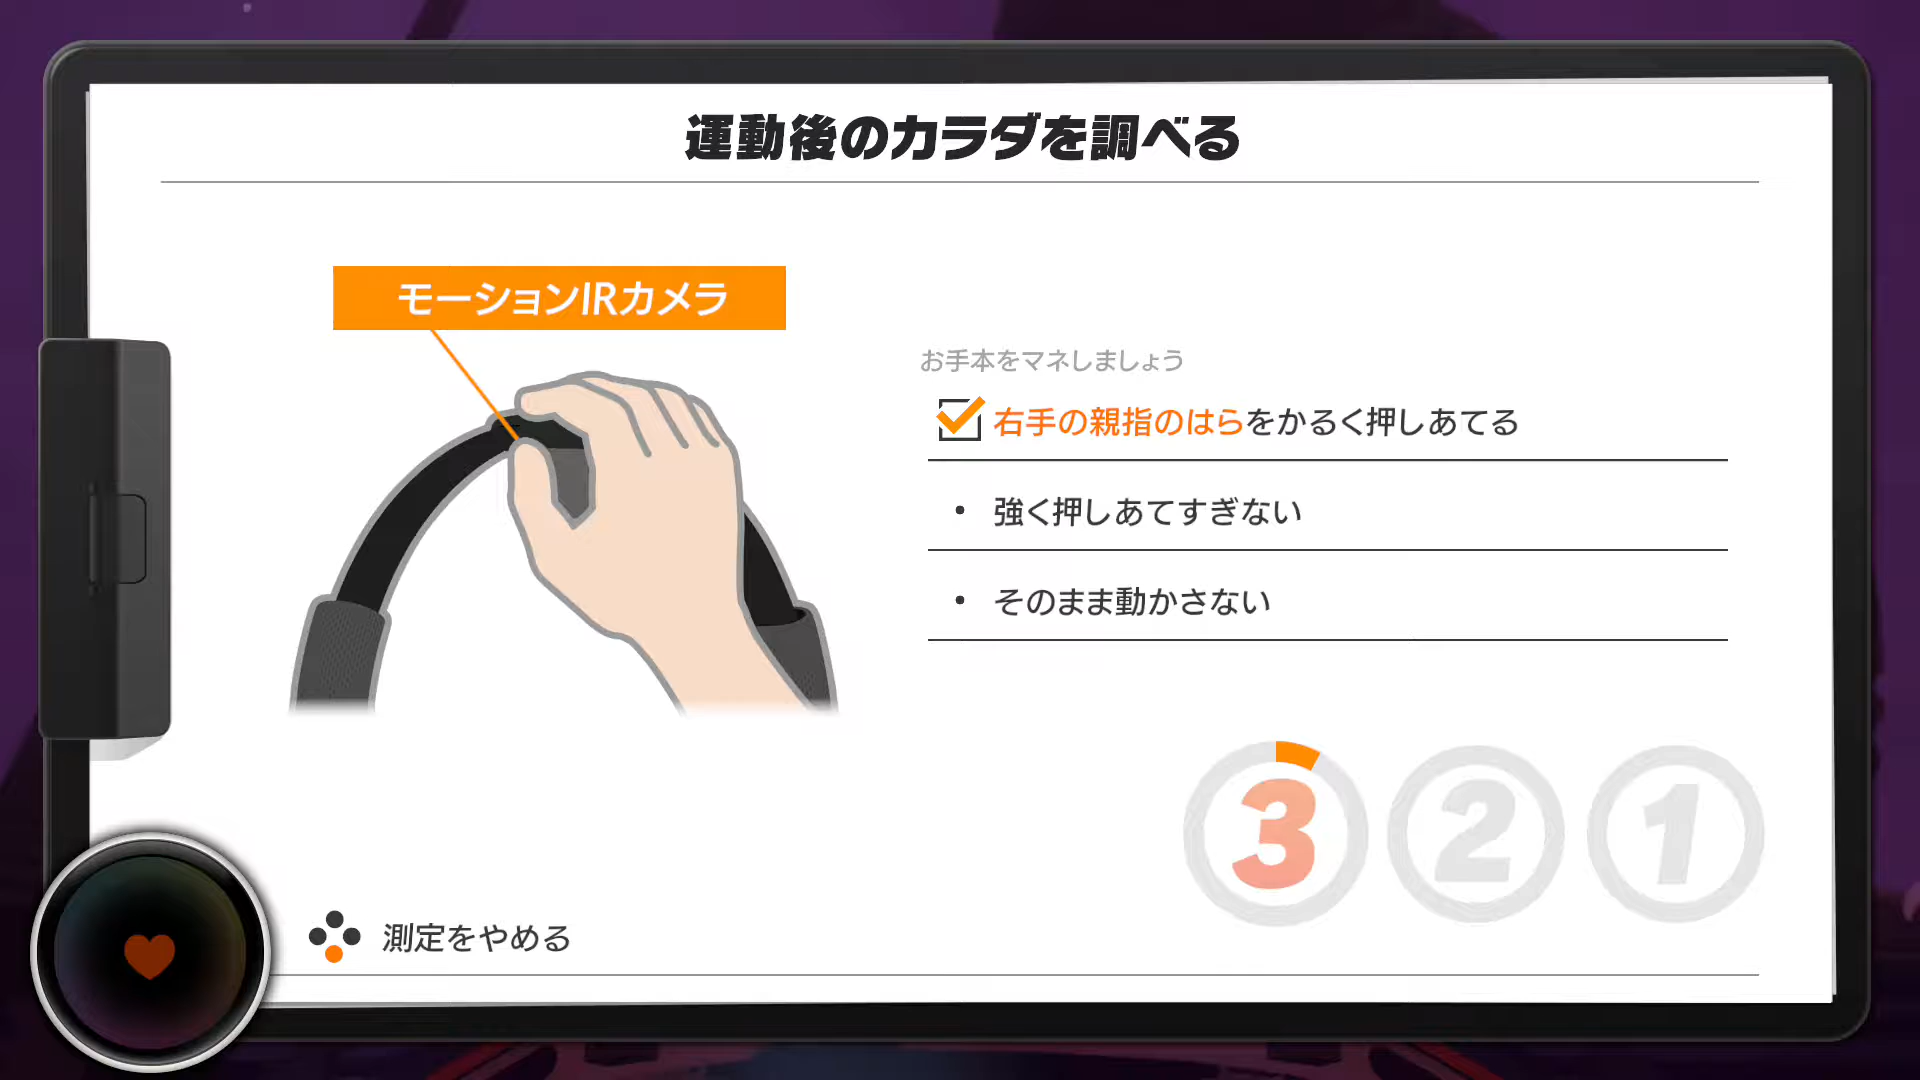 運動後のカラダを調べる
モーションIRカメラ
お手本をマネしましょう
右手の親指のはらをかるく押しあてる
・ 強く押しあてすぎない
・ そのまま動かさない
3 2 1
測定をやめる